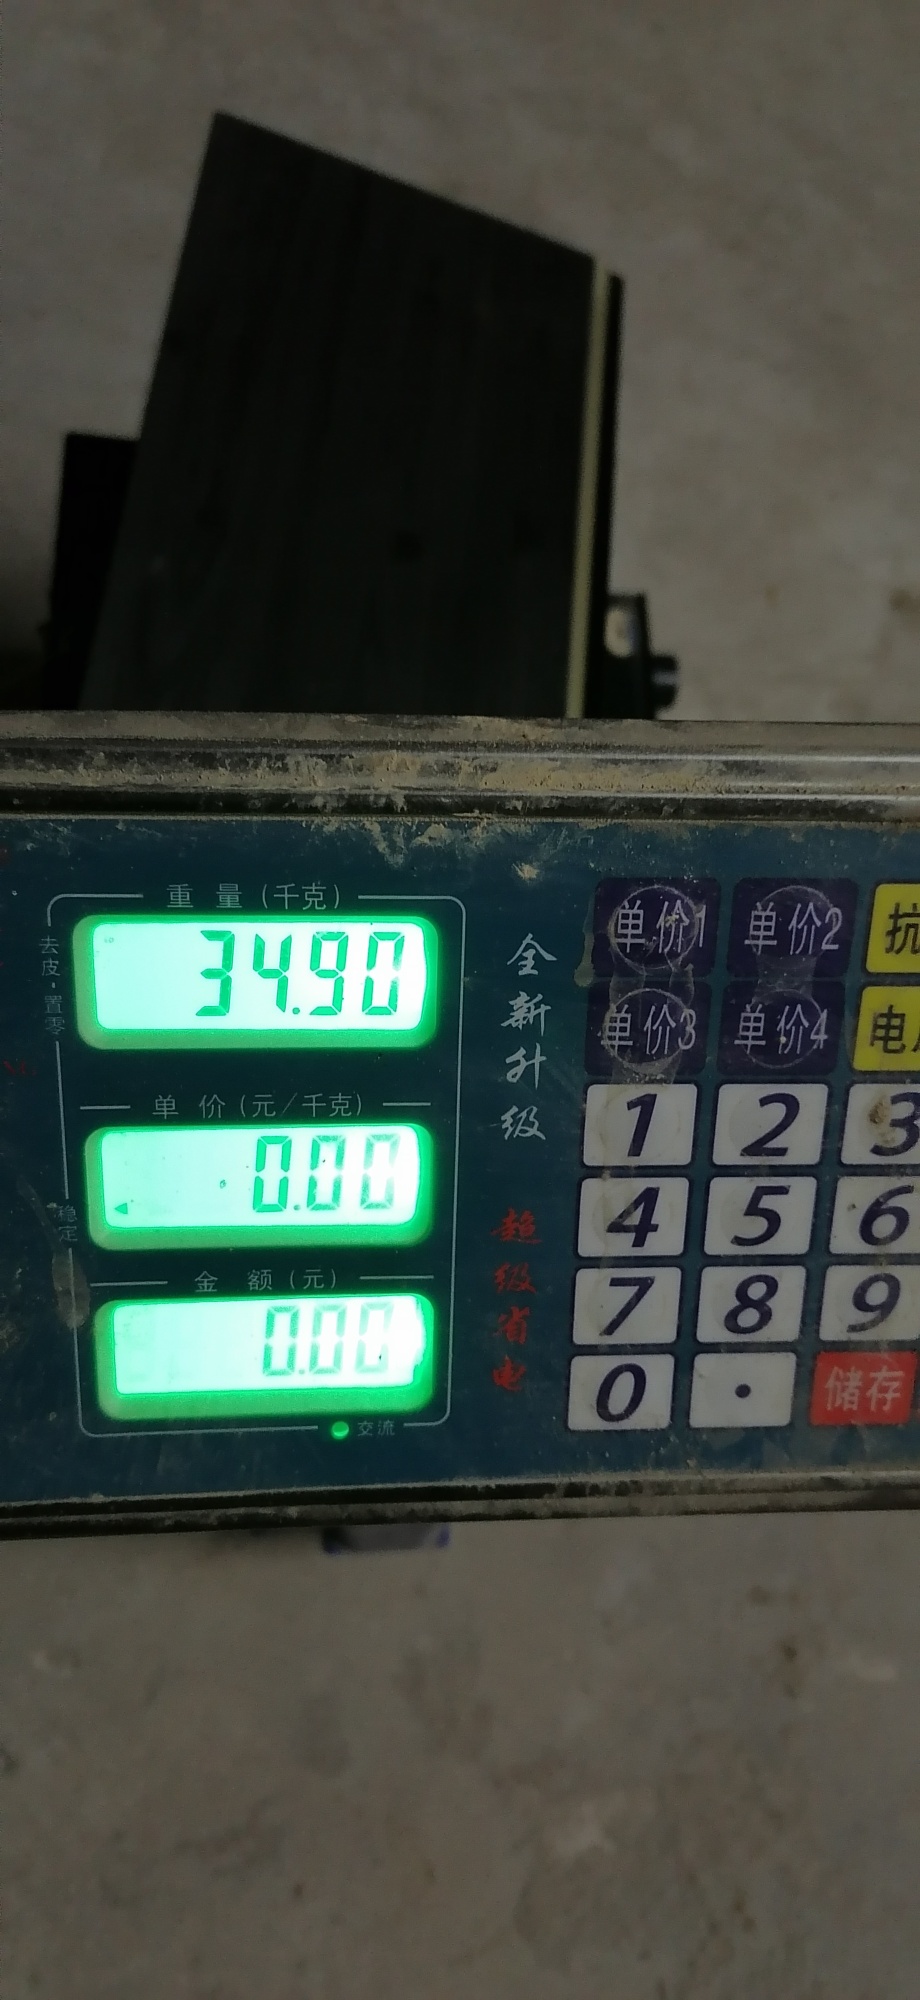 重量(千克)
34.90
去皮·置零
单价(元/千克)
0.00
稳定
金额(元)
0.00
交流
全新升级
超级省电
单价1 单价2 抗
单价3 单价4 电
1 2 3
4 5 6
7 8 9
0 · 储存